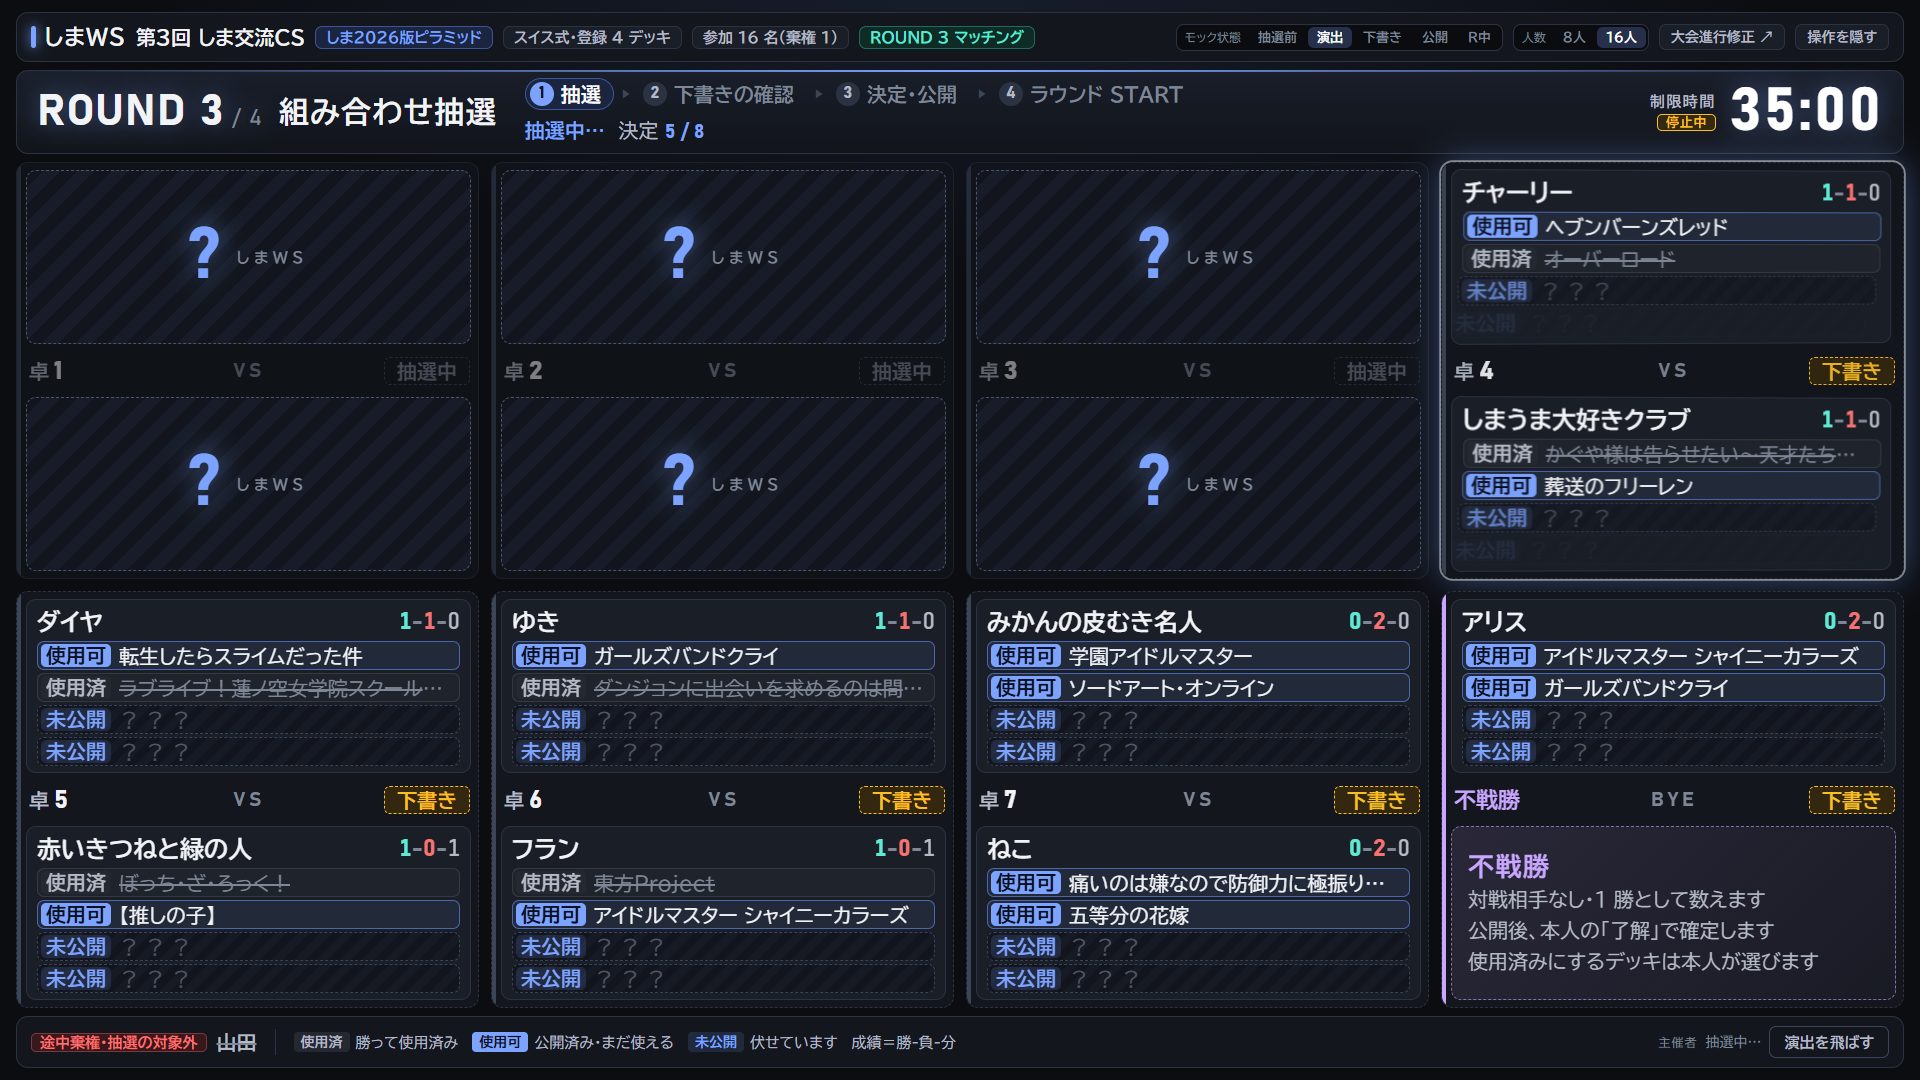 しまWS 第3回 しま交流CS しま2026版ピラミッド スイス式・登録 4 デッキ 参加 16 名(棄権 1) ROUND 3 マッチング モック状態 抽選前 演出 下書き 公開 R中 人数 8人 16人 大会進行修正 ↗ 操作を隠す
ROUND 3 / 4 組み合わせ抽選
1 抽選 ▸ 2 下書きの確認 ▸ 3 決定・公開 ▸ 4 ラウンド START
抽選中… 決定 5 / 8
制限時間
停止中
35:00
? しまWS
卓 1 VS 抽選中
? しまWS
? しまWS
卓 2 VS 抽選中
? しまWS
? しまWS
卓 3 VS 抽選中
? しまWS
チャーリー 1-1-0
使用可 ヘブンバーンズレッド
使用済 オーバーロード
未公開 ？？？
未公開 ？？？
卓 4 VS 下書き
しまうま大好きクラブ 1-1-0
使用済 かぐや様は告らせたい～天才たち…
使用可 葬送のフリーレン
未公開 ？？？
未公開 ？？？
ダイヤ 1-1-0
使用可 転生したらスライムだった件
使用済 ラブライブ！蓮ノ空女学院スクール…
未公開 ？？？
未公開 ？？？
卓 5 VS 下書き
赤いきつねと緑の人 1-0-1
使用済 ぼっち・ざ・ろっく！
使用可 【推しの子】
未公開 ？？？
未公開 ？？？
ゆき 1-1-0
使用可 ガールズバンドクライ
使用済 ダンジョンに出会いを求めるのは間…
未公開 ？？？
未公開 ？？？
卓 6 VS 下書き
フラン 1-0-1
使用済 東方Project
使用可 アイドルマスター シャイニーカラーズ
未公開 ？？？
未公開 ？？？
みかんの皮むき名人 0-2-0
使用可 学園アイドルマスター
使用可 ソードアート・オンライン
未公開 ？？？
未公開 ？？？
卓 7 VS 下書き
ねこ 0-2-0
使用可 痛いのは嫌なので防御力に極振り…
使用可 五等分の花嫁
未公開 ？？？
未公開 ？？？
アリス 0-2-0
使用可 アイドルマスター シャイニーカラーズ
使用可 ガールズバンドクライ
未公開 ？？？
未公開 ？？？
不戦勝 BYE 下書き
不戦勝
対戦相手なし・1 勝として数えます
公開後、本人の「了解」で確定します
使用済みにするデッキは本人が選びます
途中棄権・抽選の対象外 山田 使用済 勝って使用済み 使用可 公開済み・まだ使える 未公開 伏せています 成績＝勝-負-分 主催者 抽選中… 演出を飛ばす